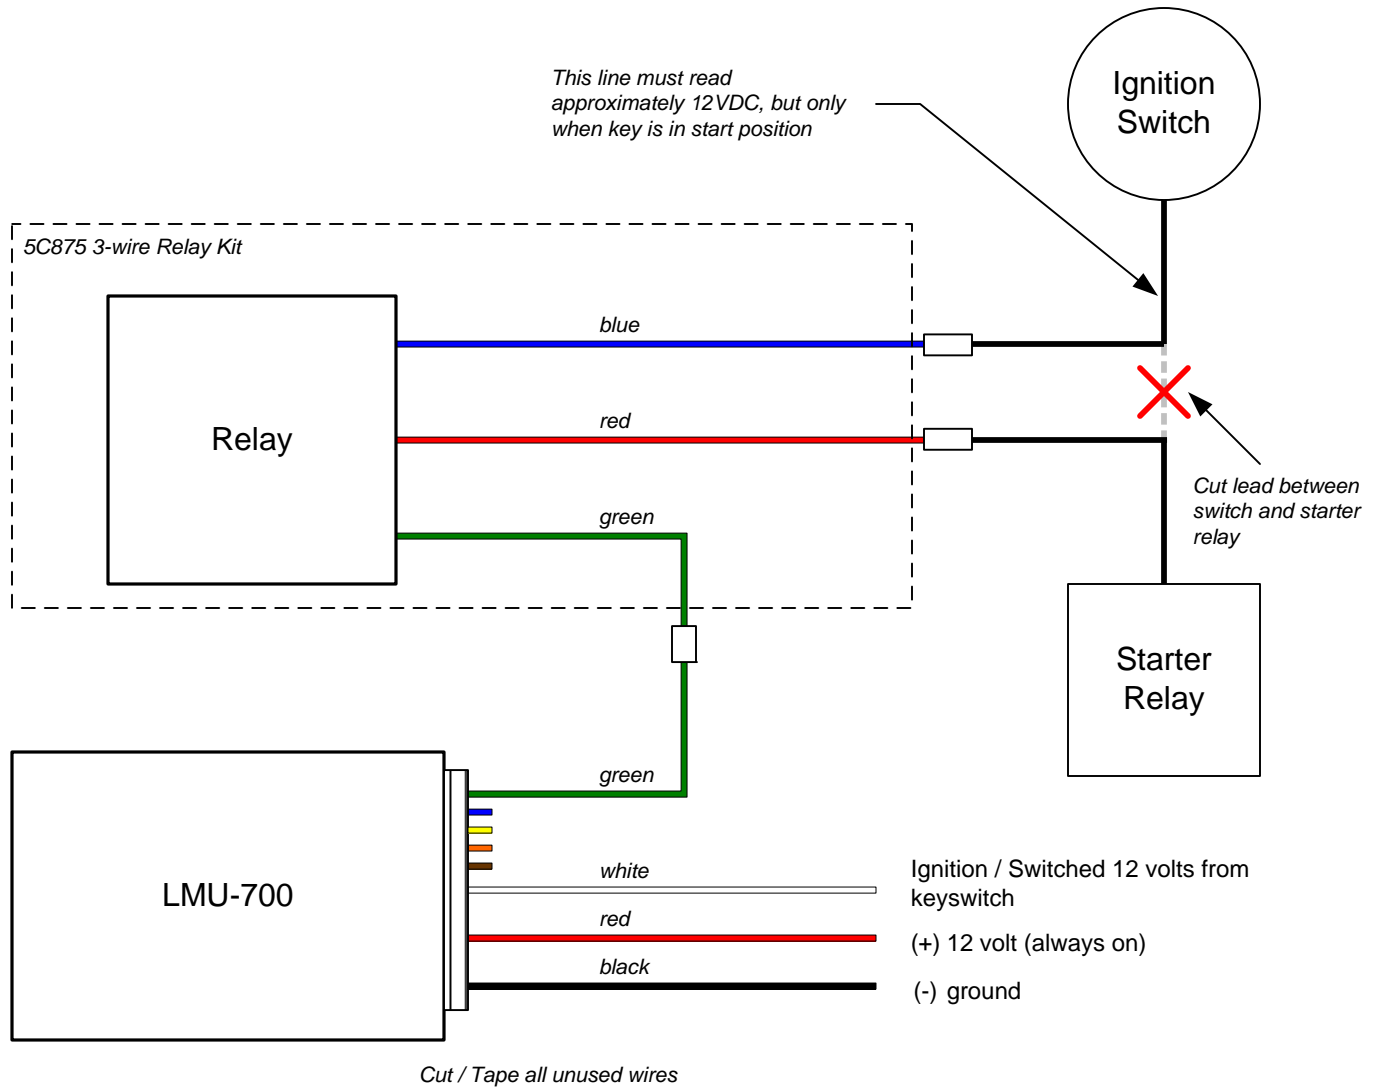 This line must read
approximately 12VDC, but only
when key is in start position
Ignition
Switch
5C875 3-wire Relay Kit
blue
Relay
red
green
Cut lead between
switch and starter
relay
Starter
Relay
green
LMU-700
white
Ignition / Switched 12 volts from
keyswitch
red
(+) 12 volt (always on)
black
(-) ground
Cut / Tape all unused wires